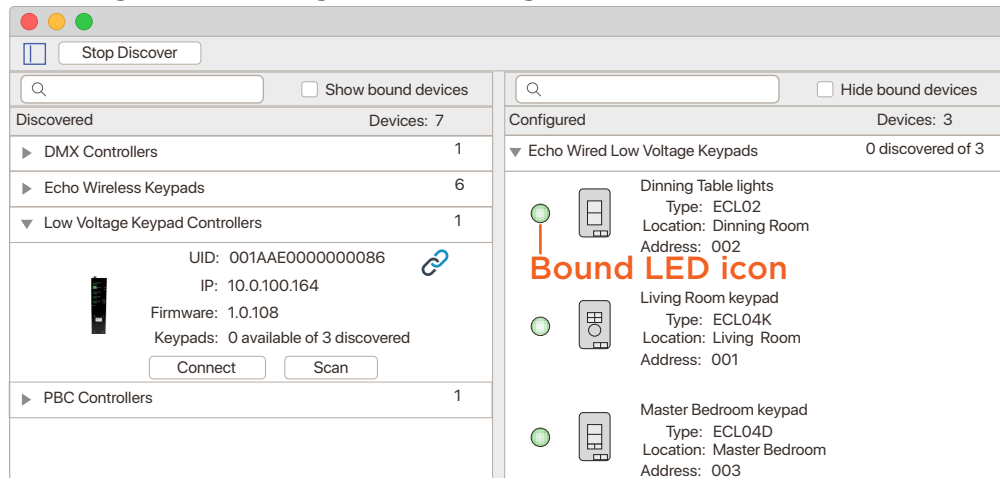 Stop Discover
Show bound devices
Discovered Devices: 7
DMX Controllers 1
Echo Wireless Keypads 6
Low Voltage Keypad Controllers 1
UID: 001AAE0000000086
IP: 10.0.100.164
Firmware: 1.0.108
Keypads: 0 available of 3 discovered
Connect Scan
PBC Controllers 1
Hide bound devices
Configured Devices: 3
Echo Wired Low Voltage Keypads 0 discovered of 3
Dinning Table lights
Type: ECL02
Location: Dinning Room
Address: 002
Bound LED icon
Living Room keypad
Type: ECL04K
Location: Living Room
Address: 001
Master Bedroom keypad
Type: ECL04D
Location: Master Bedroom
Address: 003